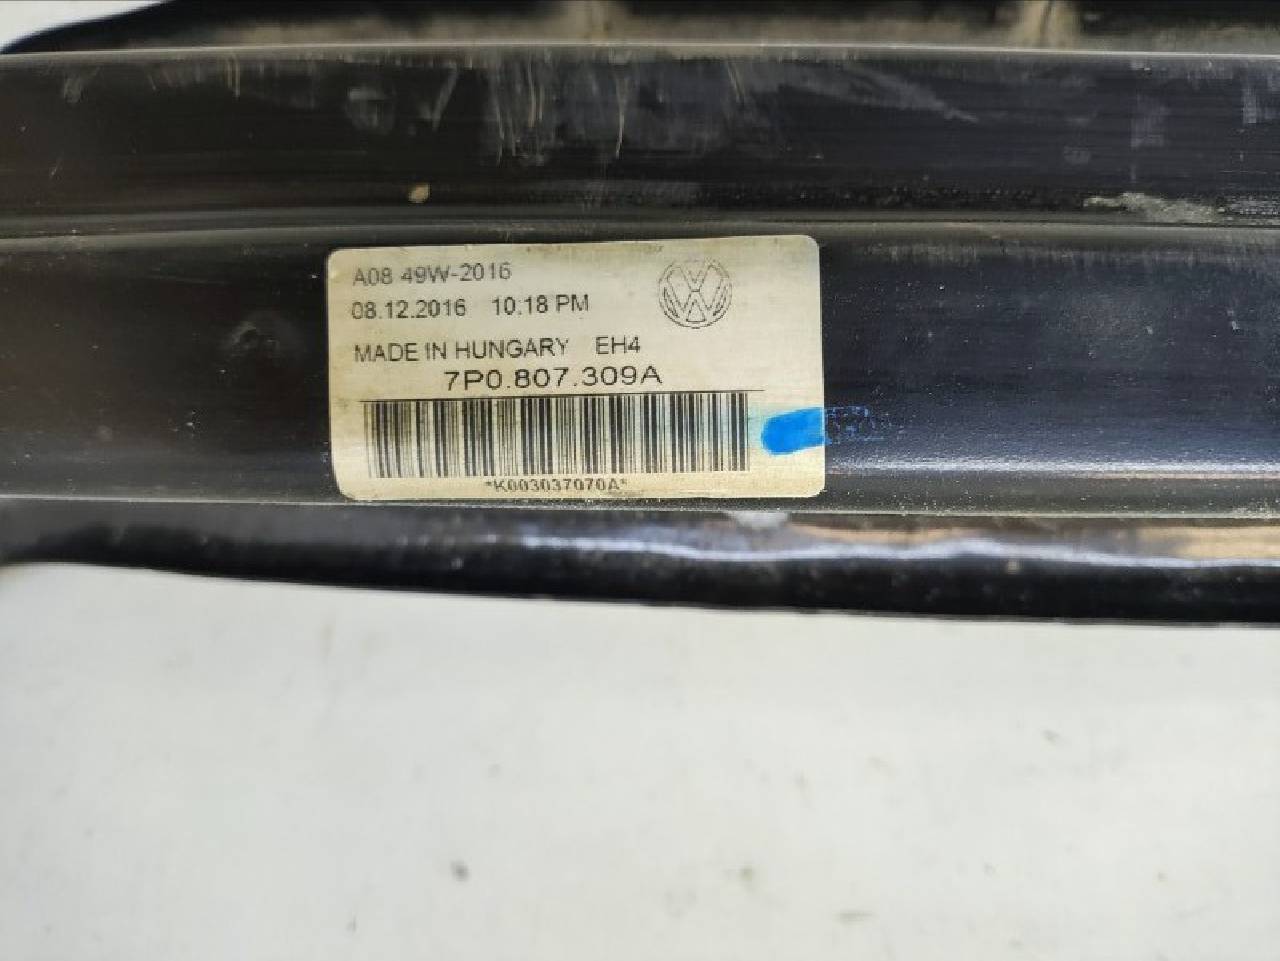 A08 49W-2016
08.12.2016 10:18 PM
MADE IN HUNGARY EH4
7P0.807.309A
*K003037070A*